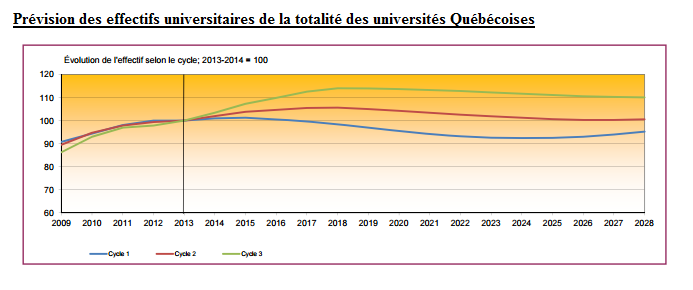 Prévision des effectifs universitaires de la totalité des universités Québécoises
Évolution de l'effectif selon le cycle; 2013-2014 = 100
120
110
100
90
80
70
60
2009 2010 2011 2012 2013 2014 2015 2016 2017 2018 2019 2020 2021 2022 2023 2024 2025 2026 2027 2028
Cycle 1 Cycle 2 Cycle 3